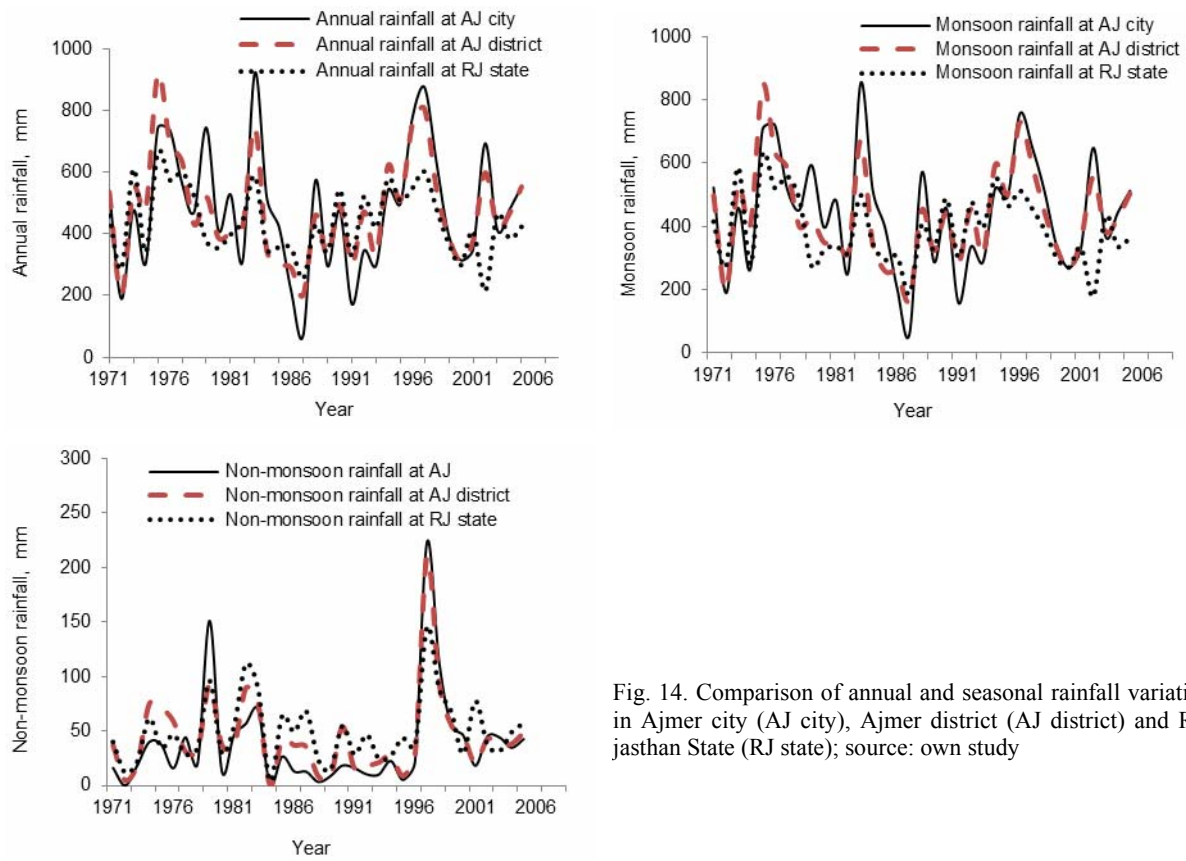 Annual rainfall at AJ city
Annual rainfall at AJ district
Annual rainfall at RJ state
1000
800
600
400
200
0
Annual rainfall, mm
1971 1976 1981 1986 1991 1996 2001 2006
Year
Monsoon rainfall at AJ city
Monsoon rainfall at AJ district
Monsoon rainfall at RJ state
1000
800
600
400
200
0
Monsoon rainfall, mm
1971 1976 1981 1986 1991 1996 2001 2006
Year
Non-monsoon rainfall at AJ
Non-monsoon rainfall at AJ district
Non-monsoon rainfall at RJ state
300
250
200
150
100
50
0
Non-monsoon rainfall, mm
1971 1976 1981 1986 1991 1996 2001 2006
Year
Fig. 14. Comparison of annual and seasonal rainfall
in Ajmer city (AJ city), Ajmer district (AJ district) and
jasthan State (RJ state); source: own study